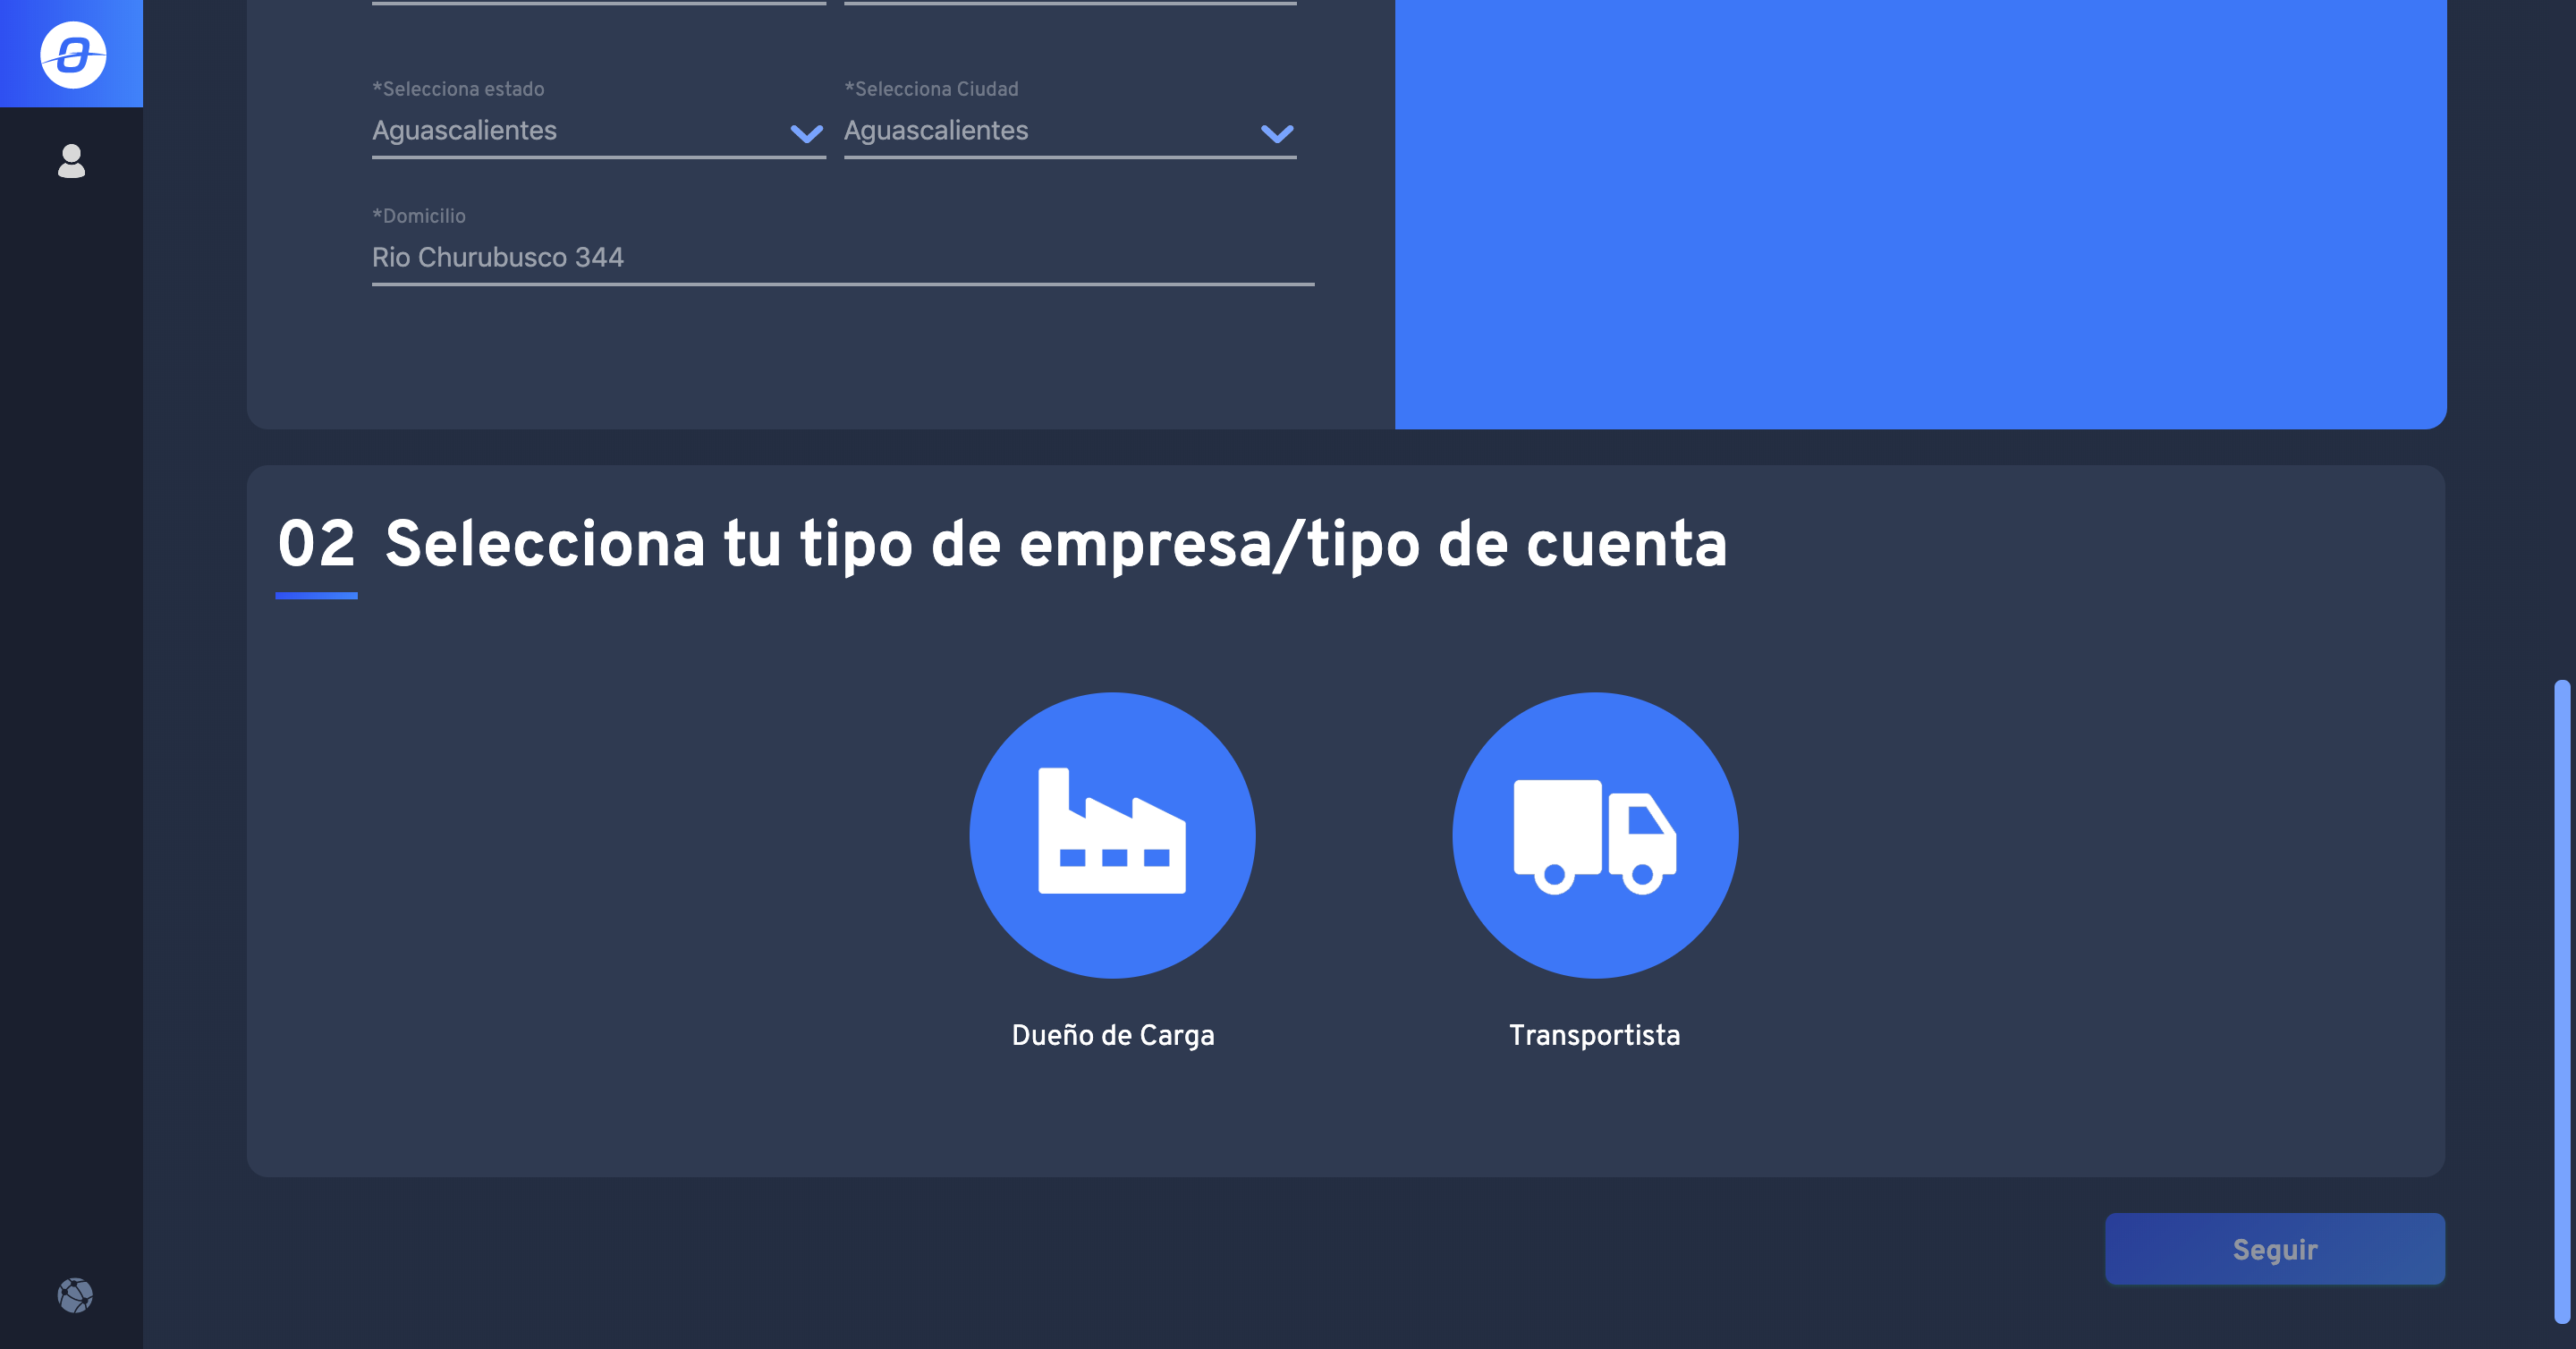 *Selecciona estado *Selecciona Ciudad
Aguascalientes Aguascalientes
*Domicilio
Rio Churubusco 344
02 Selecciona tu tipo de empresa/tipo de cuenta
Dueño de Carga Transportista
Seguir